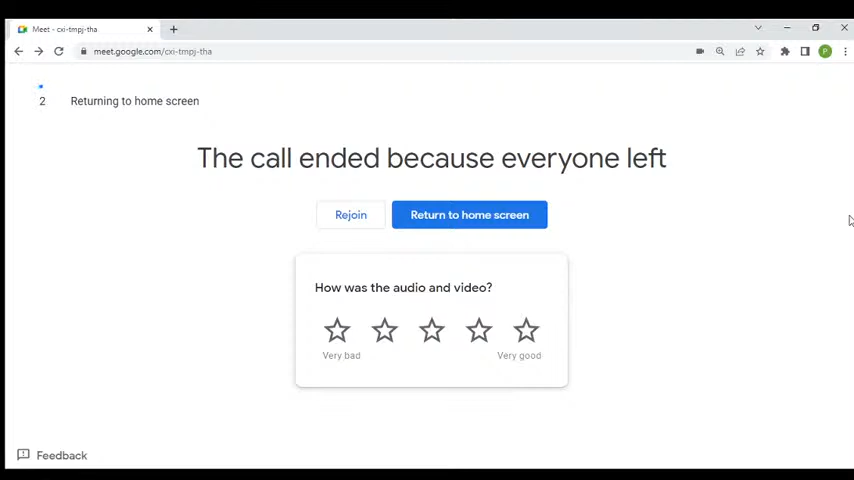 Meet - cxi-tmpj-tha
meet.google.com/cxi-tmpj-tha
P
2 Returning to home screen
The call ended because everyone left
Rejoin Return to home screen
How was the audio and video?
Very bad Very good
Feedback